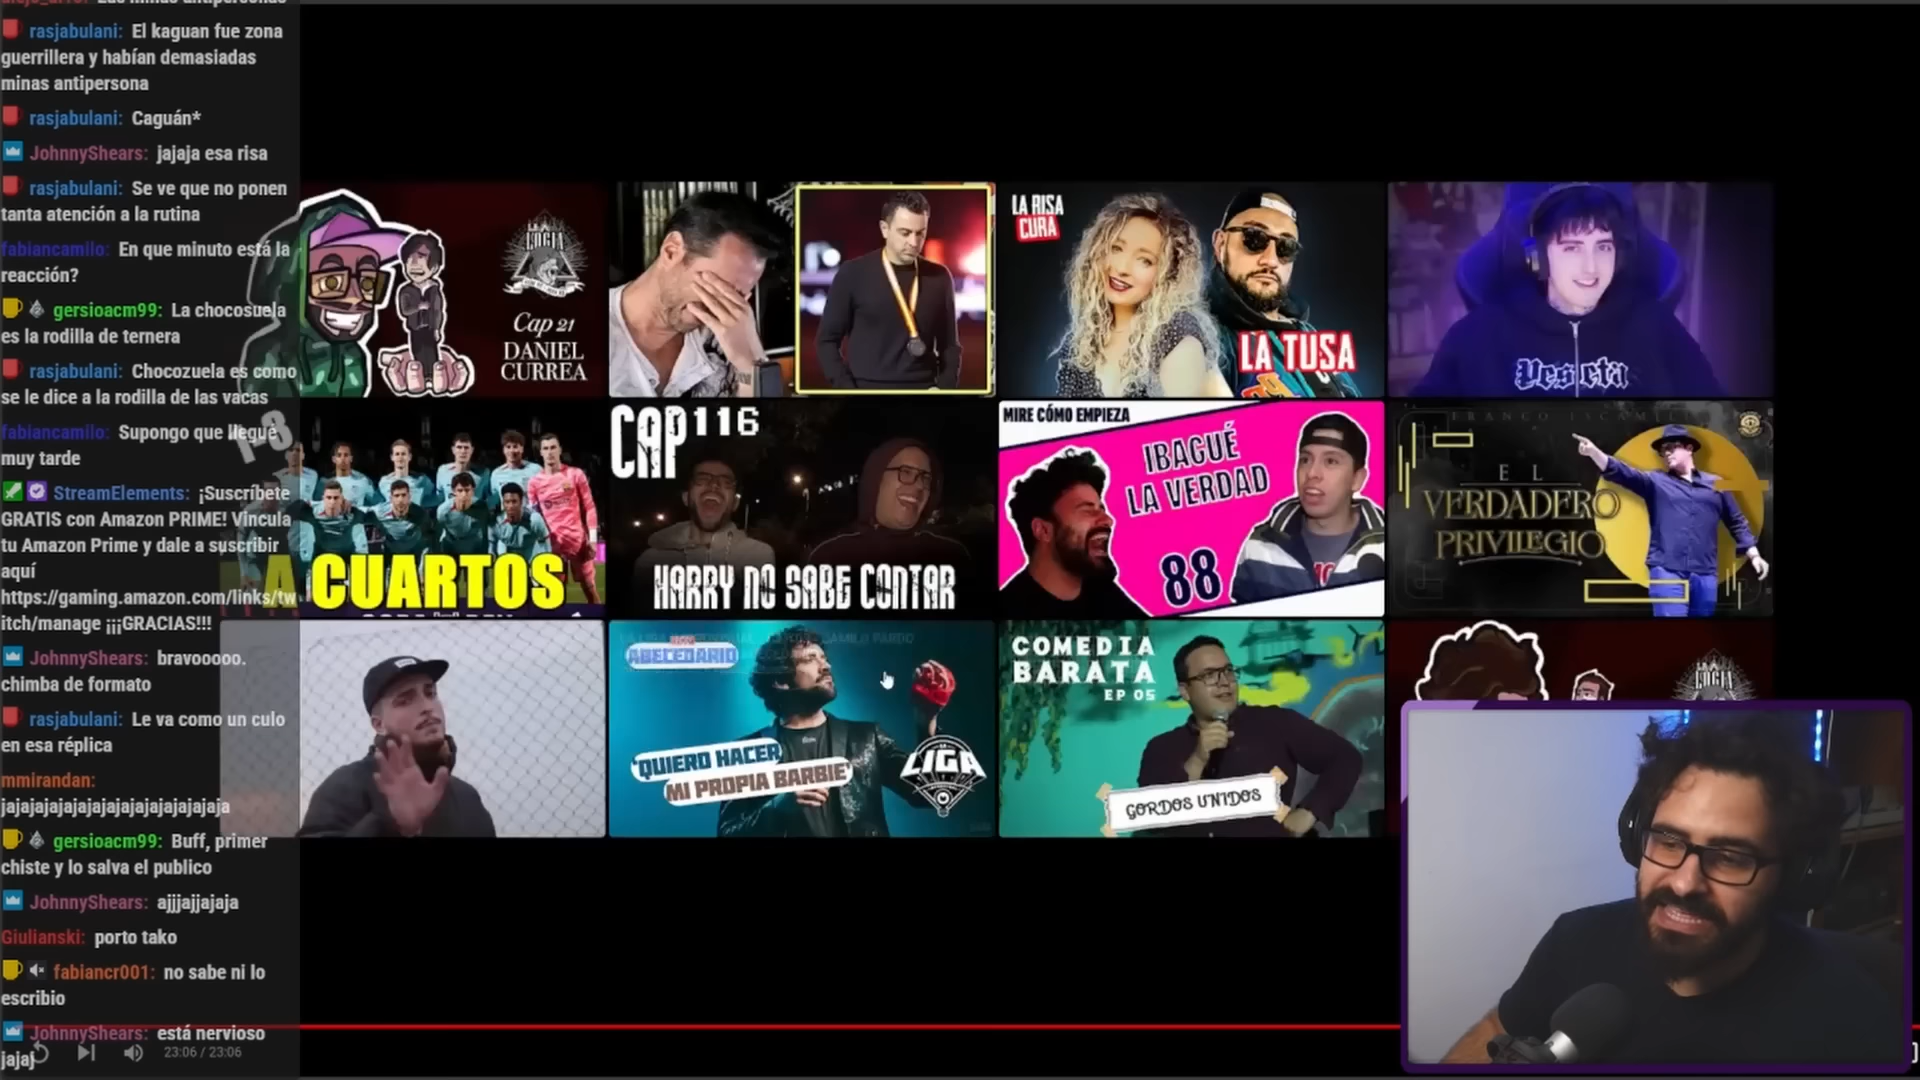 rasjabulani: El kaguan fue zona
guerrillera y habían demasiadas
minas antipersona
rasjabulani: Caguán*
JohnnyShears: jajaja esa risa
rasjabulani: Se ve que no ponen
tanta atención a la rutina
fabiancamilo: En que minuto está la
reacción?
gersioacm99: La chocosuela
es la rodilla de ternera
rasjabulani: Chocozuela es como
se le dice a la rodilla de las vacas
fabiancamilo: Supongo que llegue
muy tarde
StreamElements: ¡Suscríbete
GRATIS con Amazon PRIME! Vincula
tu Amazon Prime y dale a suscribir
aquí
https://gaming.amazon.com/links/tw
itch/manage ¡¡¡GRACIAS!!!
JohnnyShears: bravooooo.
chimba de formato
rasjabulani: Le va como un culo
en esa réplica
mmirandan:
jajajajajajajajajajajajajajajaja
gersioacm99: Buff, primer
chiste y lo salva el publico
JohnnyShears: ajjjajjajaja
Giulianski: porto tako
fabiancr001: no sabe ni lo
escribio
JohnnyShears: está nervioso
jajaj
23:06 / 23:06
LOGIA
Cap 21
DANIEL
CURREA
LA RISA
CURA
LA TUSA
Peseta
1-3
A CUARTOS
CAP 116
HARRY NO SABE CONTAR
MIRE CÓMO EMPIEZA
IBAGUÉ
LA VERDAD
88
EL
VERDADERO
PRIVILEGIO
ABECEDARIO
"QUIERO HACER
MI PROPIA BARBIE"
LIGA
COMEDIA
BARATA
EP 05
GORDOS UNIDOS
LOGIA